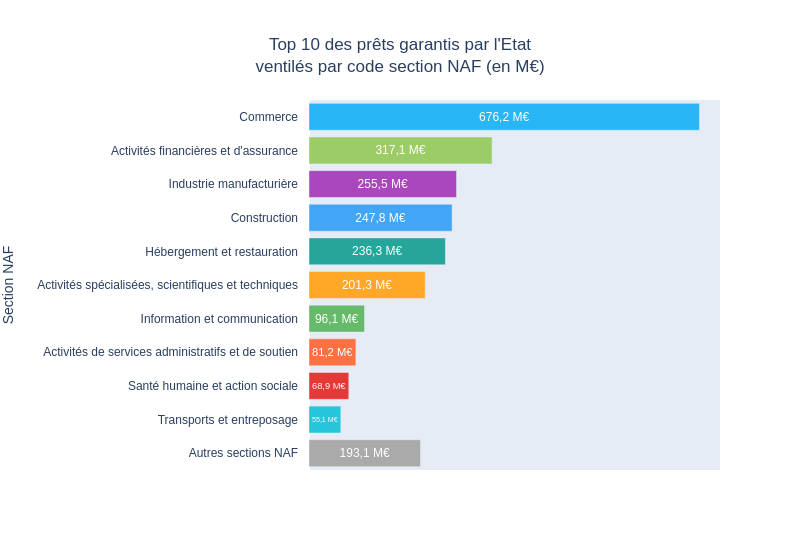 Top 10 des prêts garantis par l'Etat
ventilés par code section NAF (en M€)
Section NAF
Commerce 676,2 M€
Activités financières et d'assurance 317,1 M€
Industrie manufacturière 255,5 M€
Construction 247,8 M€
Hébergement et restauration 236,3 M€
Activités spécialisées, scientifiques et techniques 201,3 M€
Information et communication 96,1 M€
Activités de services administratifs et de soutien 81,2 M€
Santé humaine et action sociale 68,9 M€
Transports et entreposage 55,1 M€
Autres sections NAF 193,1 M€